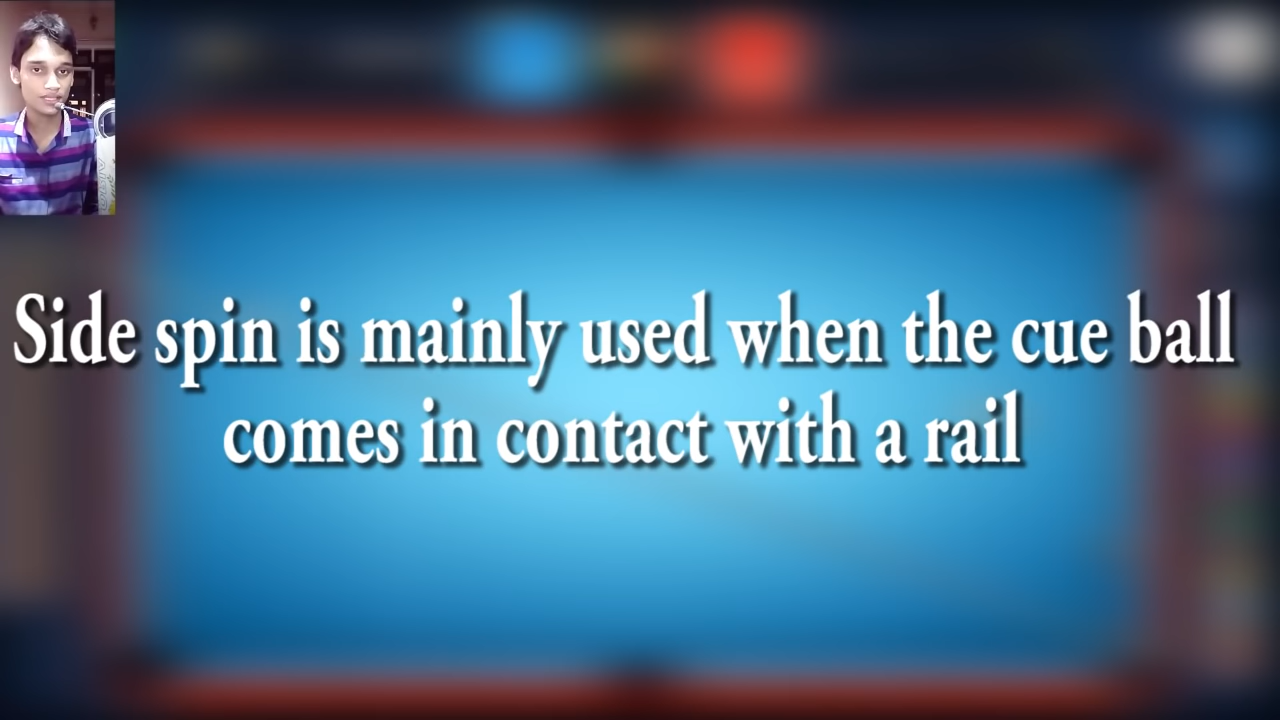 Side spin is mainly used when the cue ball
comes in contact with a rail